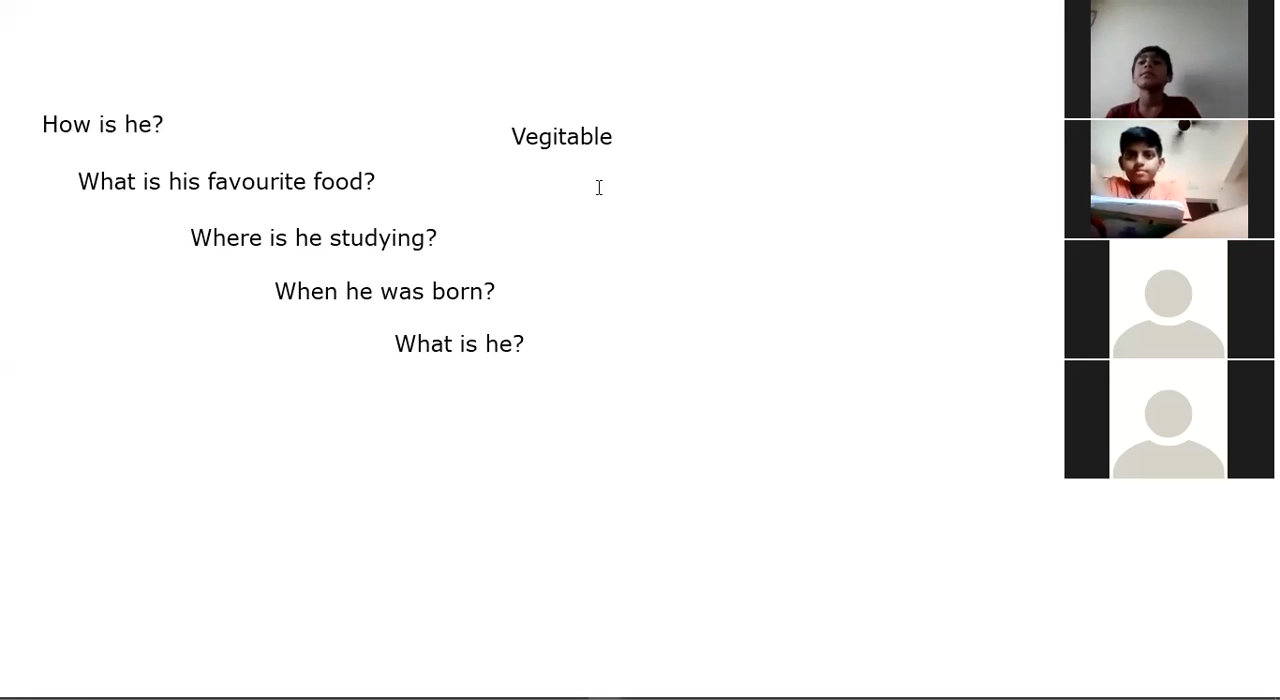 How is he?
Vegitable
What is his favourite food?
Where is he studying?
When he was born?
What is he?